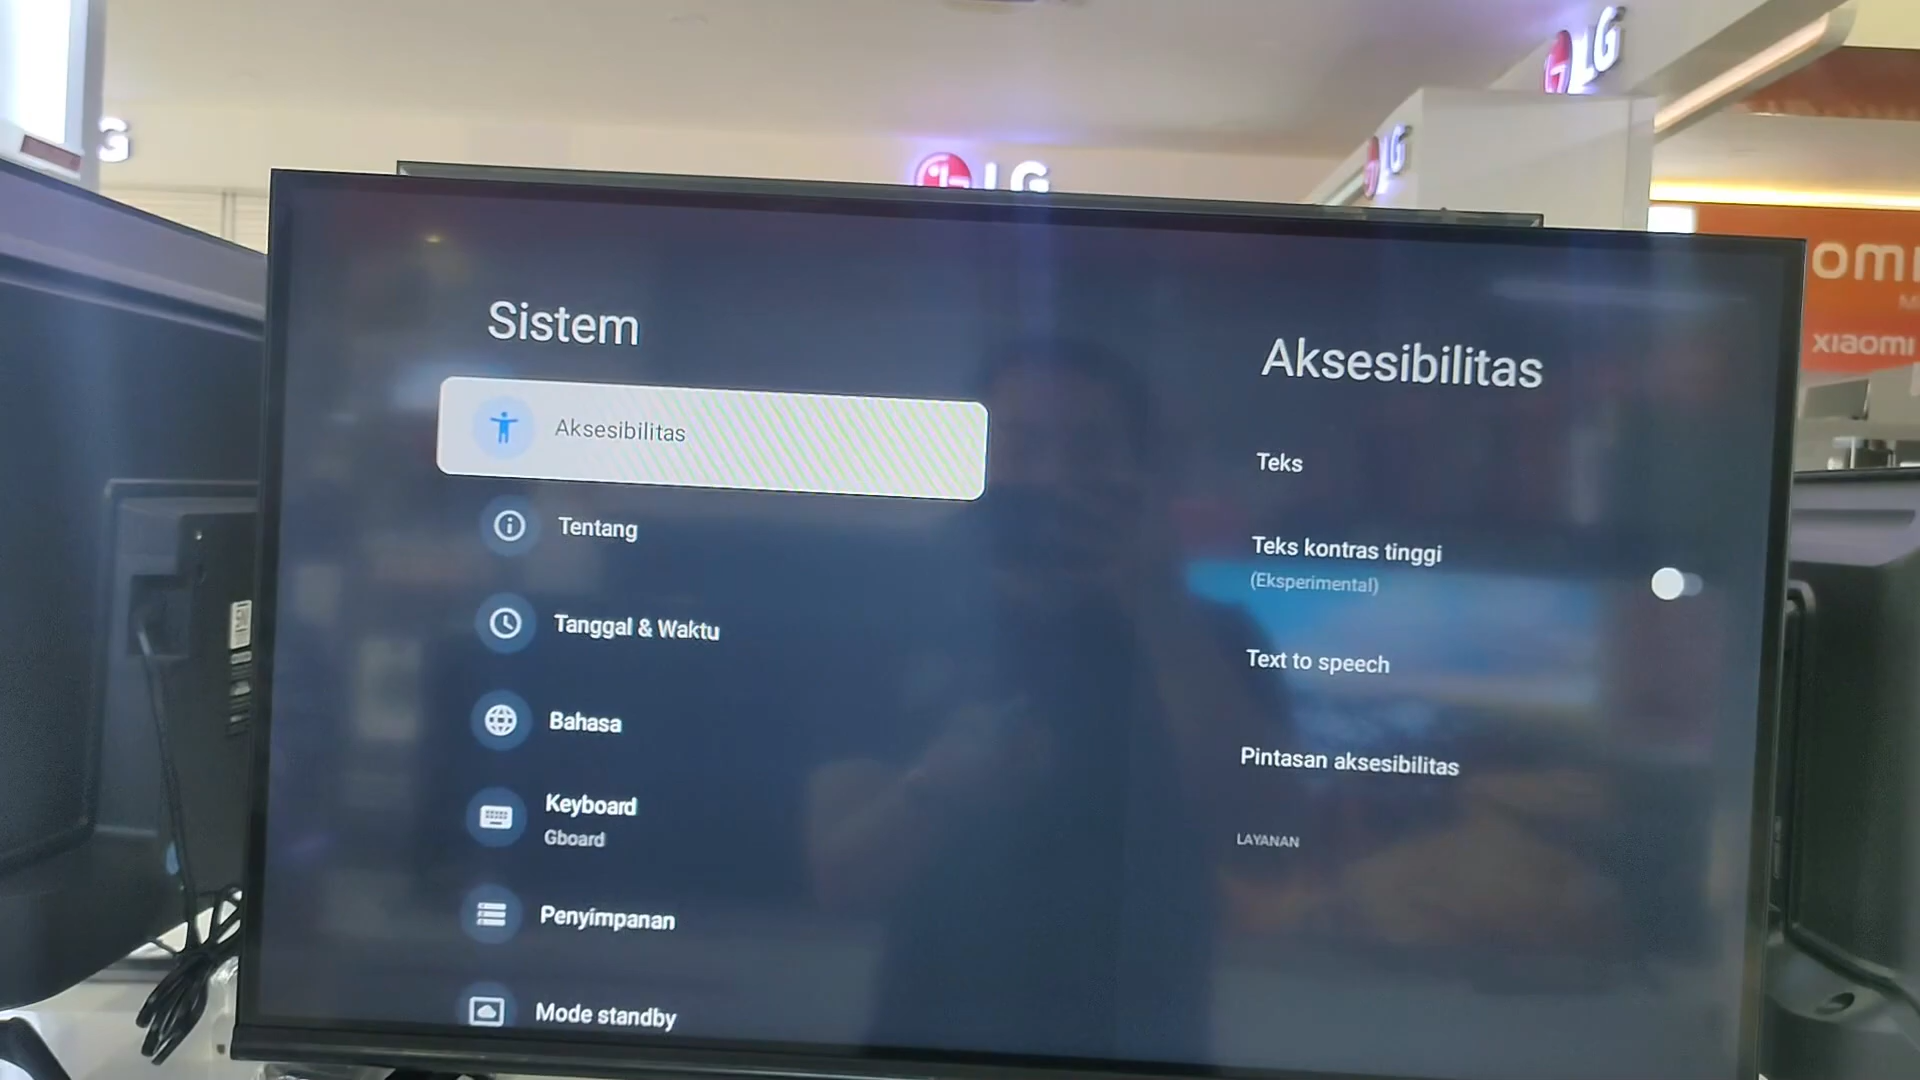 LG
LG
LG
G
omi
xiaomi
Sistem
Aksesibilitas
Tentang
Tanggal & Waktu
Bahasa
Keyboard
Gboard
Penyimpanan
Mode standby
Aksesibilitas
Teks
Teks kontras tinggi
(Eksperimental)
Text to speech
Pintasan aksesibilitas
LAYANAN